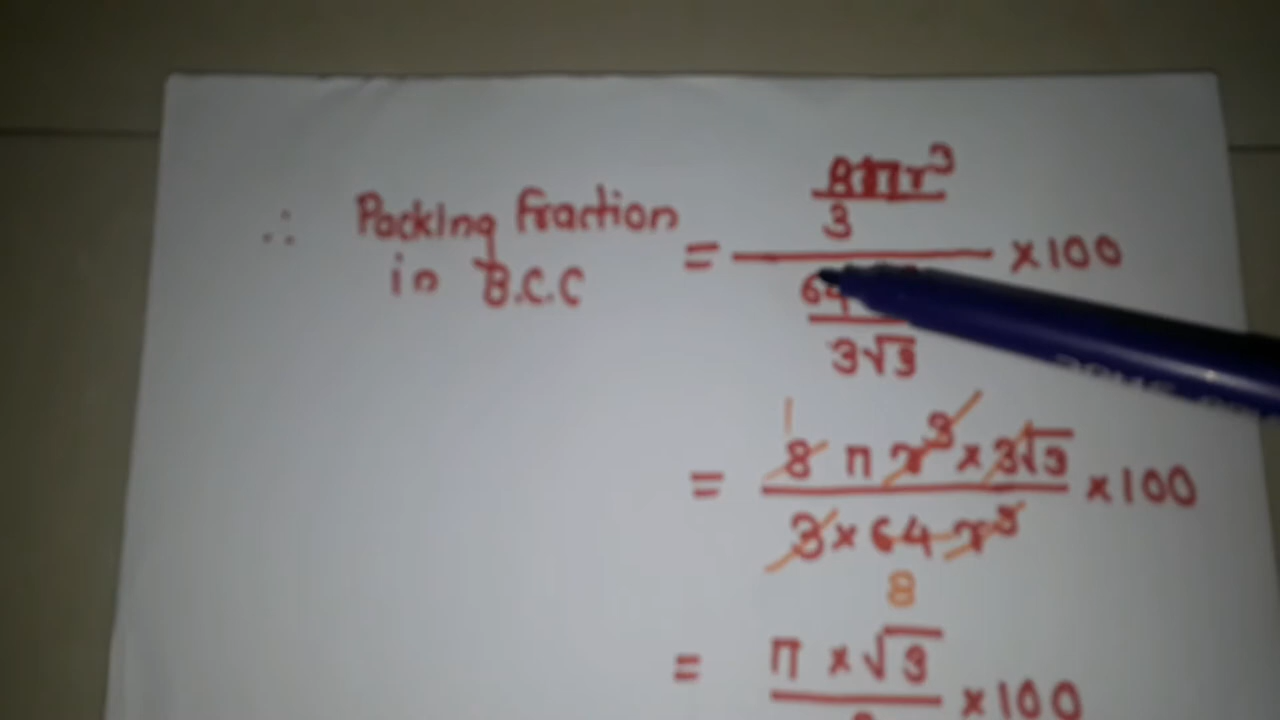 ∴ Packing fraction in B.C.C = 8πr³
3
64
3√3
×100
= 8 π r³ × 3√3
3 × 64 r³
×100
1
8
= π × √3
×100